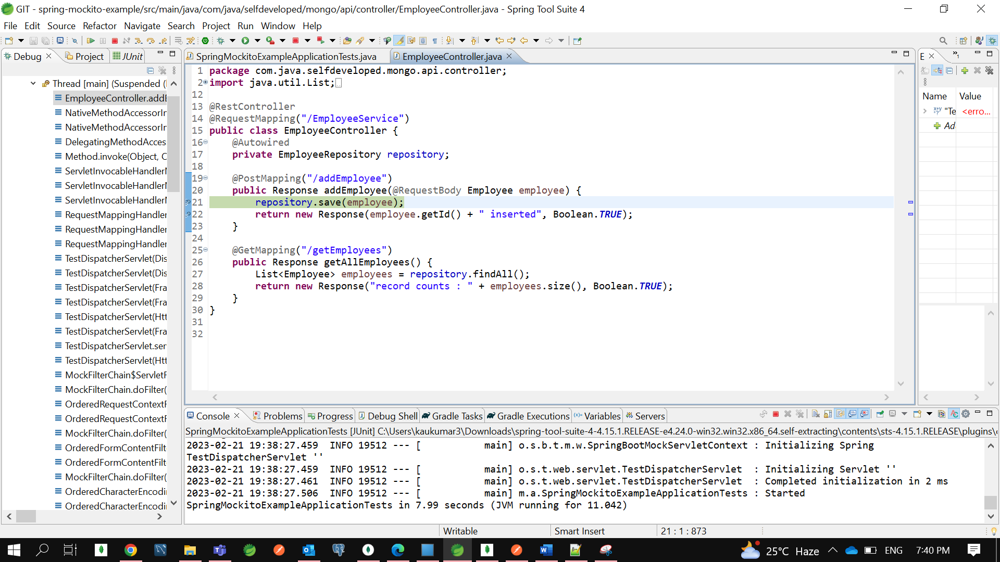 GIT - spring-mockito-example/src/main/java/com/java/selfdeveloped/mongo/api/controller/EmployeeController.java - Spring Tool Suite 4
File Edit Source Refactor Navigate Search Project Run Window Help
Debug Project JUnit
Thread [main] (Suspended (
EmployeeController.addE
NativeMethodAccessorIr
NativeMethodAccessorIr
DelegatingMethodAcces
Method.invoke(Object, C
ServletInvocableHandlerM
ServletInvocableHandlerM
ServletInvocableHandlerM
RequestMappingHandler
RequestMappingHandler
RequestMappingHandler
TestDispatcherServlet(Dis
TestDispatcherServlet(Dis
TestDispatcherServlet(Fra
TestDispatcherServlet(Fra
TestDispatcherServlet(Htt
TestDispatcherServlet(Fra
TestDispatcherServlet.ser
TestDispatcherServlet(Htt
MockFilterChain$ServletF
MockFilterChain.doFilter(
OrderedRequestContextF
OrderedRequestContextF
MockFilterChain.doFilter(
OrderedFormContentFilt
OrderedFormContentFilt
MockFilterChain.doFilter(
OrderedCharacterEncodi
OrderedCharacterEncodi
SpringMockitoExampleApplicationTests.java EmployeeController.java
1 package com.java.selfdeveloped.mongo.api.controller;
2 import java.util.List;
12
13 @RestController
14 @RequestMapping("/EmployeeService")
15 public class EmployeeController {
16 @Autowired
17 private EmployeeRepository repository;
18
19 @PostMapping("/addEmployee")
20 public Response addEmployee(@RequestBody Employee employee) {
21 repository.save(employee);
22 return new Response(employee.getId() + " inserted", Boolean.TRUE);
23 }
24
25 @GetMapping("/getEmployees")
26 public Response getAllEmployees() {
27 List<Employee> employees = repository.findAll();
28 return new Response("record counts : " + employees.size(), Boolean.TRUE);
29 }
30 }
31
32
E
Name Value
"Te <erro...
Ad
Console Problems Progress Debug Shell Gradle Tasks Gradle Executions Variables Servers
SpringMockitoExampleApplicationTests [JUnit] C:\Users\kaukumar3\Downloads\spring-tool-suite-4-4.15.1.RELEASE-e4.24.0-win32.win32.x86_64.self-extracting\contents\sts-4.15.1.RELEASE\plugins\
2023-02-21 19:38:27.459 INFO 19512 --- [ main] o.s.b.t.m.w.SpringBootMockServletContext : Initializing Spring
TestDispatcherServlet ''
2023-02-21 19:38:27.459 INFO 19512 --- [ main] o.s.t.web.servlet.TestDispatcherServlet : Initializing Servlet ''
2023-02-21 19:38:27.461 INFO 19512 --- [ main] o.s.t.web.servlet.TestDispatcherServlet : Completed initialization in 2 ms
2023-02-21 19:38:27.506 INFO 19512 --- [ main] m.a.SpringMockitoExampleApplicationTests : Started
SpringMockitoExampleApplicationTests in 7.99 seconds (JVM running for 11.042)
Writable Smart Insert 21 : 1 : 873
25°C Haze ENG 7:40 PM